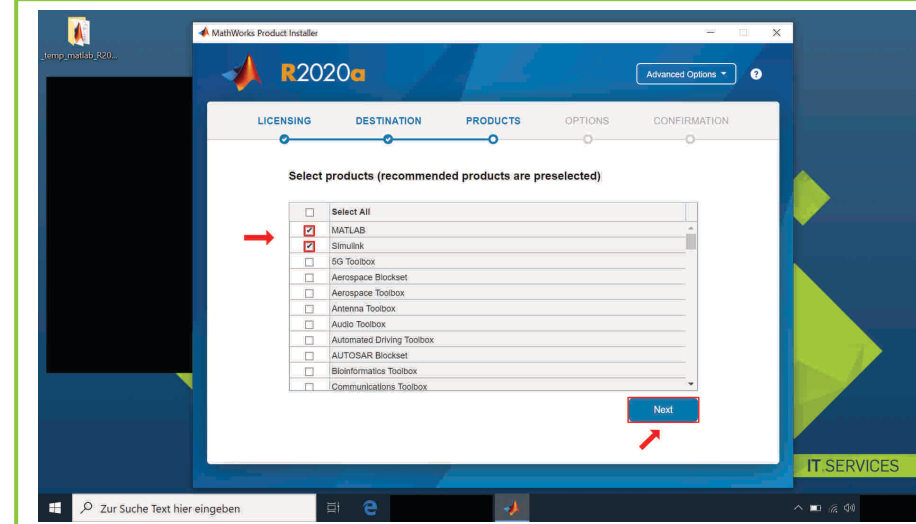 _temp_matlab_R20...
MathWorks Product Installer
R2020a
Advanced Options
?
LICENSING DESTINATION PRODUCTS OPTIONS CONFIRMATION
Select products (recommended products are preselected)
Select All
MATLAB
Simulink
5G Toolbox
Aerospace Blockset
Aerospace Toolbox
Antenna Toolbox
Audio Toolbox
Automated Driving Toolbox
AUTOSAR Blockset
Bioinformatics Toolbox
Communications Toolbox
Next
IT.SERVICES
Zur Suche Text hier eingeben